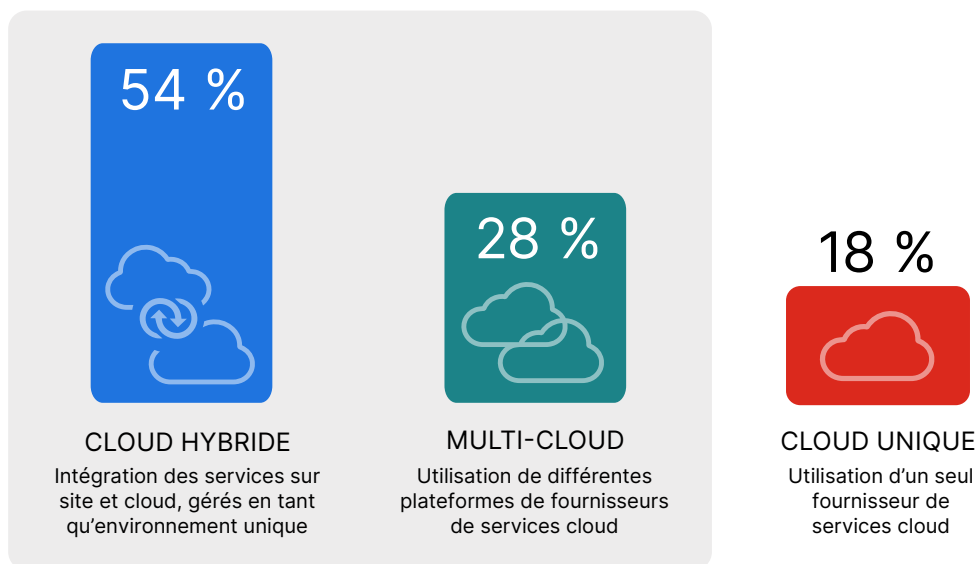 54 %
CLOUD HYBRIDE
Intégration des services sur
site et cloud, gérés en tant
qu’environnement unique
28 %
MULTI-CLOUD
Utilisation de différentes
plateformes de fournisseurs
de services cloud
18 %
CLOUD UNIQUE
Utilisation d’un seul
fournisseur de
services cloud